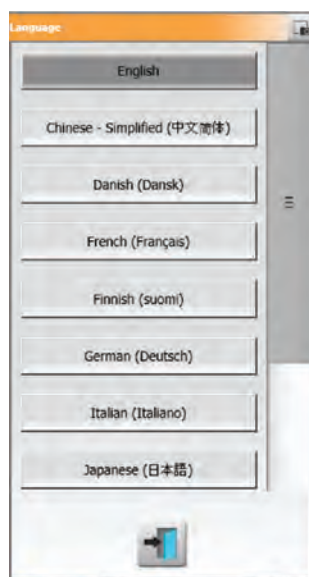 Language
English
Chinese - Simplified (中文简体)
Danish (Dansk)
French (Français)
Finnish (suomi)
German (Deutsch)
Italian (Italiano)
Japanese (日本語)